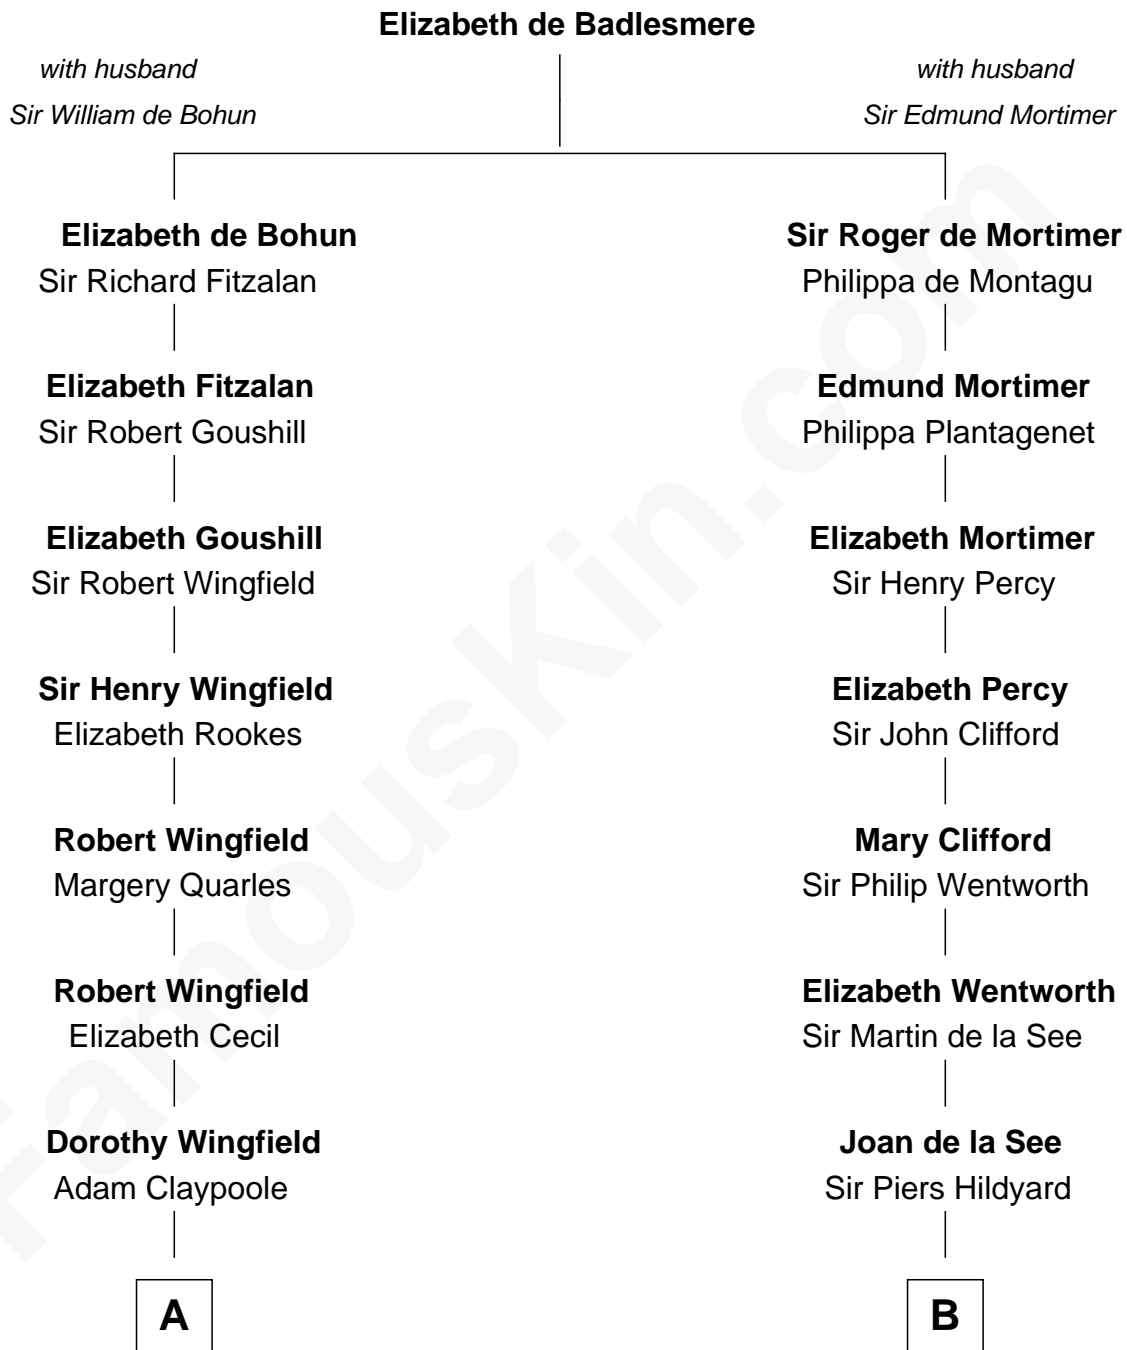 Elizabeth de Badlesmere
with husband
Sir William de Bohun
with husband
Sir Edmund Mortimer
Elizabeth de Bohun
Sir Richard Fitzalan
Sir Roger de Mortimer
Philippa de Montagu
Elizabeth Fitzalan
Sir Robert Goushill
Edmund Mortimer
Philippa Plantagenet
Elizabeth Goushill
Sir Robert Wingfield
Elizabeth Mortimer
Sir Henry Percy
Sir Henry Wingfield
Elizabeth Rookes
Elizabeth Percy
Sir John Clifford
Robert Wingfield
Margery Quarles
Mary Clifford
Sir Philip Wentworth
Robert Wingfield
Elizabeth Cecil
Elizabeth Wentworth
Sir Martin de la See
Dorothy Wingfield
Adam Claypoole
Joan de la See
Sir Piers Hildyard
A
B
FamousKin.com